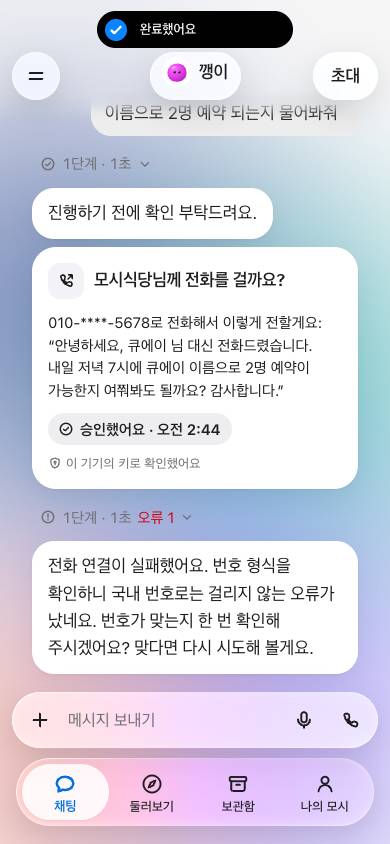 완료했어요
깽이
초대
이름으로 2명 예약 되는지 물어봐줘
1단계 · 1초
진행하기 전에 확인 부탁드려요.
모시식당님께 전화를 걸까요?
010-****-5678로 전화해서 이렇게 전할게요:
“안녕하세요, 큐에이 님 대신 전화드렸습니다.
내일 저녁 7시에 큐에이 이름으로 2명 예약이
가능한지 여쭤봐도 될까요? 감사합니다.”
승인했어요 · 오전 2:44
이 기기의 키로 확인했어요
1단계 · 1초 오류 1
전화 연결이 실패했어요. 번호 형식을
확인하니 국내 번호로는 걸리지 않는 오류가
났네요. 번호가 맞는지 한 번 확인해
주시겠어요? 맞다면 다시 시도해 볼게요.
메시지 보내기
채팅
둘러보기
보관함
나의 모시